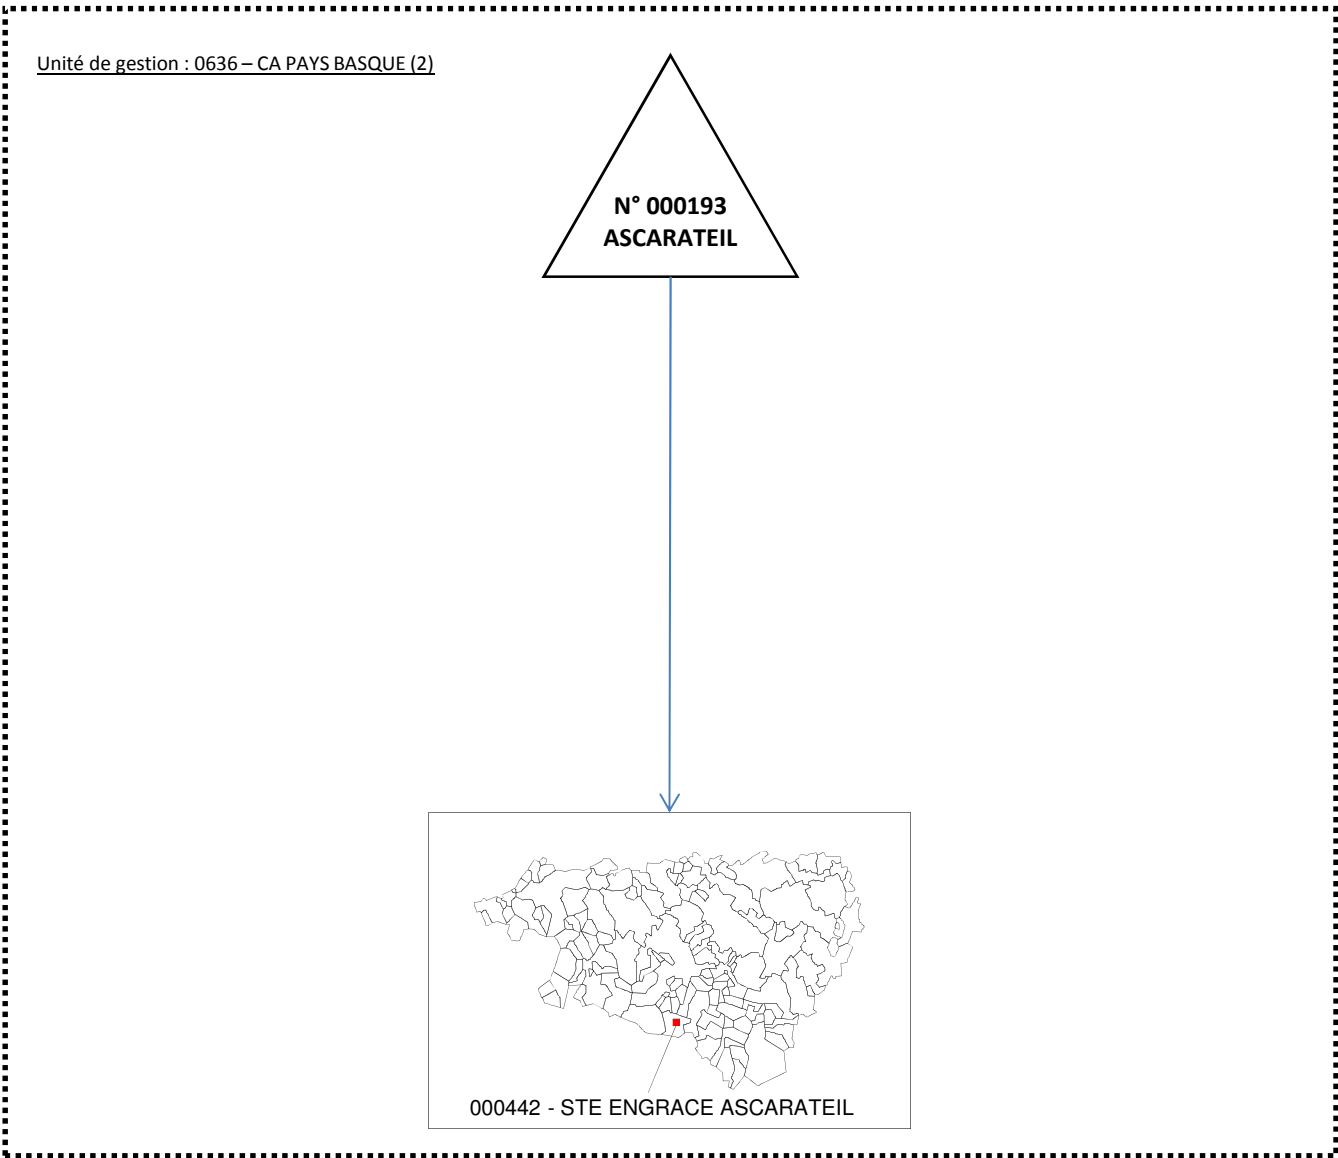 Unité de gestion : 0636 – CA PAYS BASQUE (2)
N° 000193
ASCARATEIL
000442 - STE ENGRACE ASCARATEIL